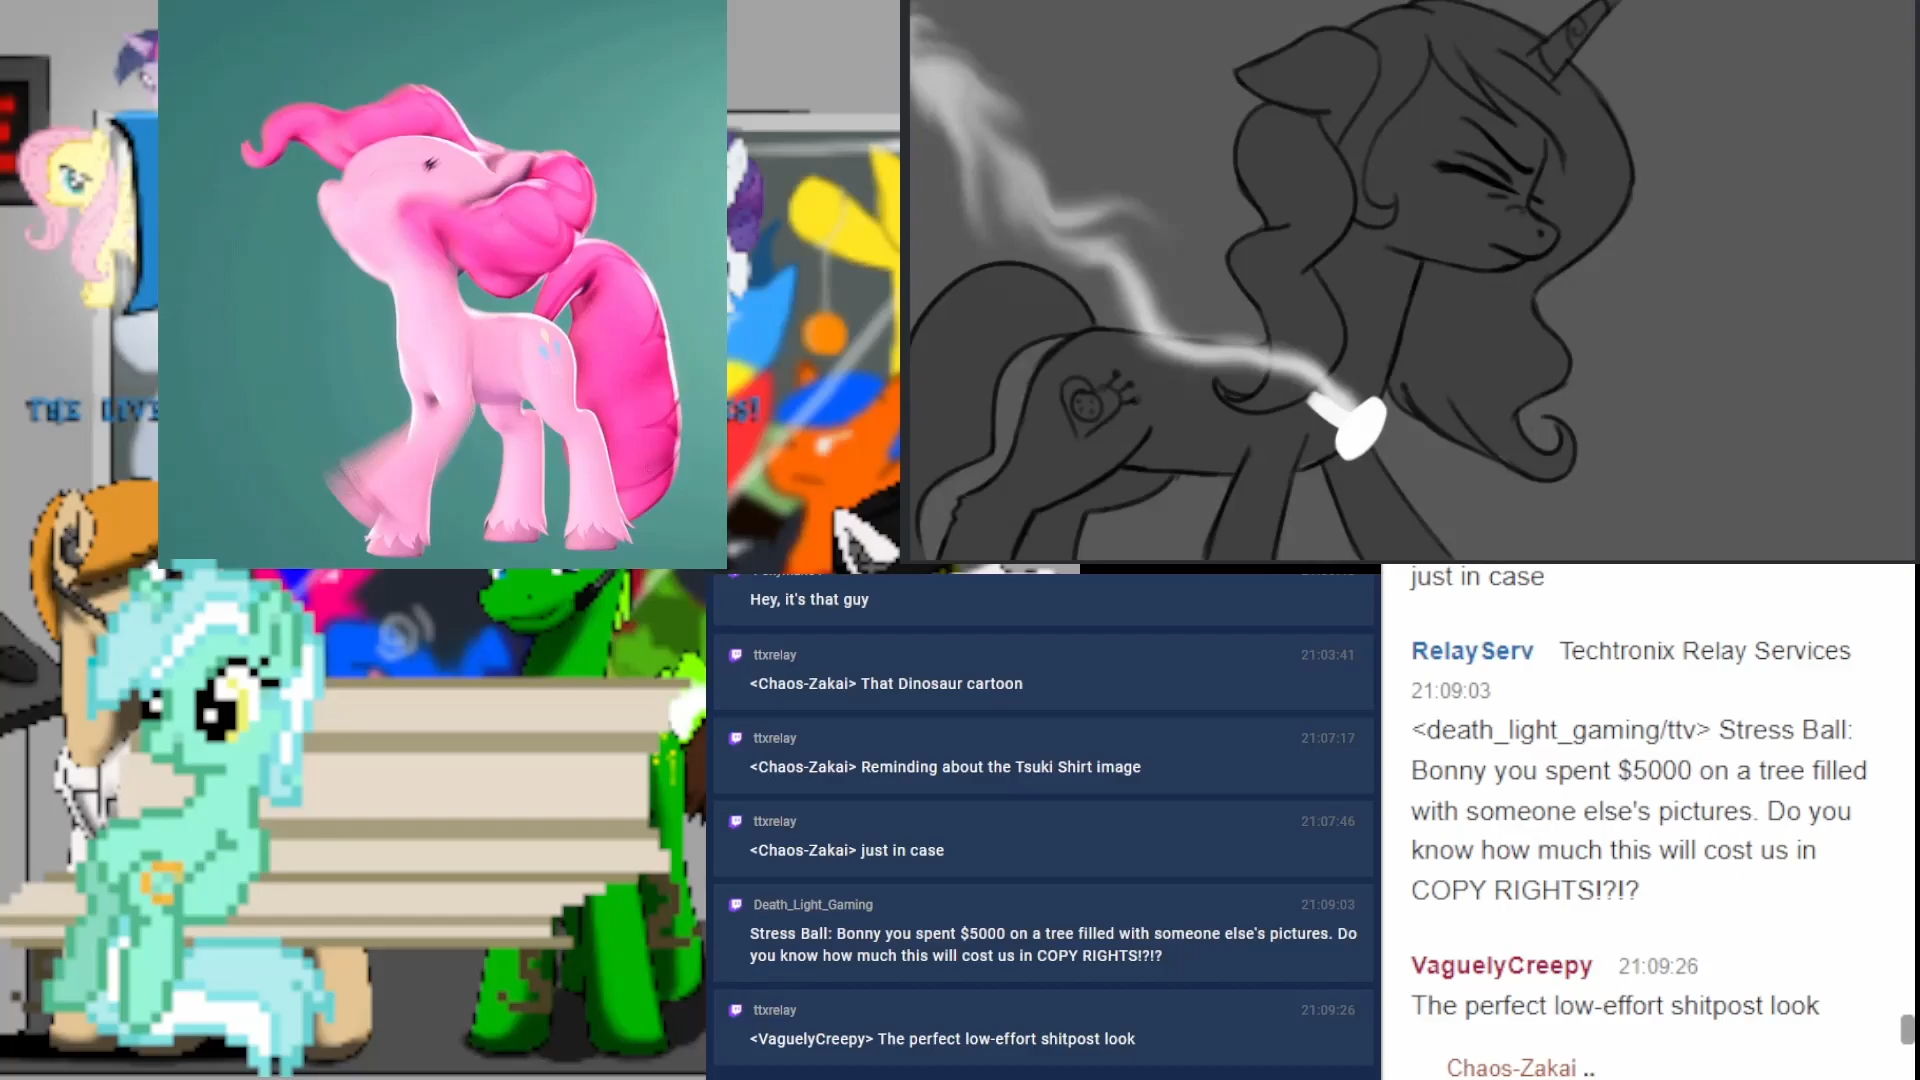 THE LIVE
s!
Hey, it's that guy
ttxrelay 21:03:41
<Chaos-Zakai> That Dinosaur cartoon
ttxrelay 21:07:17
<Chaos-Zakai> Reminding about the Tsuki Shirt image
ttxrelay 21:07:46
<Chaos-Zakai> just in case
Death_Light_Gaming 21:09:03
Stress Ball: Bonny you spent $5000 on a tree filled with someone else's pictures. Do
you know how much this will cost us in COPY RIGHTS!?!?
ttxrelay 21:09:26
<VaguelyCreepy> The perfect low-effort shitpost look
just in case
RelayServ Techtronix Relay Services
21:09:03
<death_light_gaming/ttv> Stress Ball:
Bonny you spent $5000 on a tree filled
with someone else's pictures. Do you
know how much this will cost us in
COPY RIGHTS!?!?
VaguelyCreepy 21:09:26
The perfect low-effort shitpost look
Chaos-Zakai ..